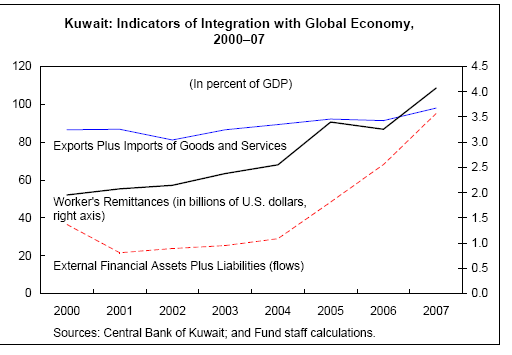 Kuwait: Indicators of Integration with Global Economy,
2000–07
(In percent of GDP)
120
100
80
60
40
20
0
4.5
4.0
3.5
3.0
2.5
2.0
1.5
1.0
0.5
0.0
Exports Plus Imports of Goods and Services
Worker's Remittances (in billions of U.S. dollars,
right axis)
External Financial Assets Plus Liabilities (flows)
2000 2001 2002 2003 2004 2005 2006 2007
Sources: Central Bank of Kuwait; and Fund staff calculations.